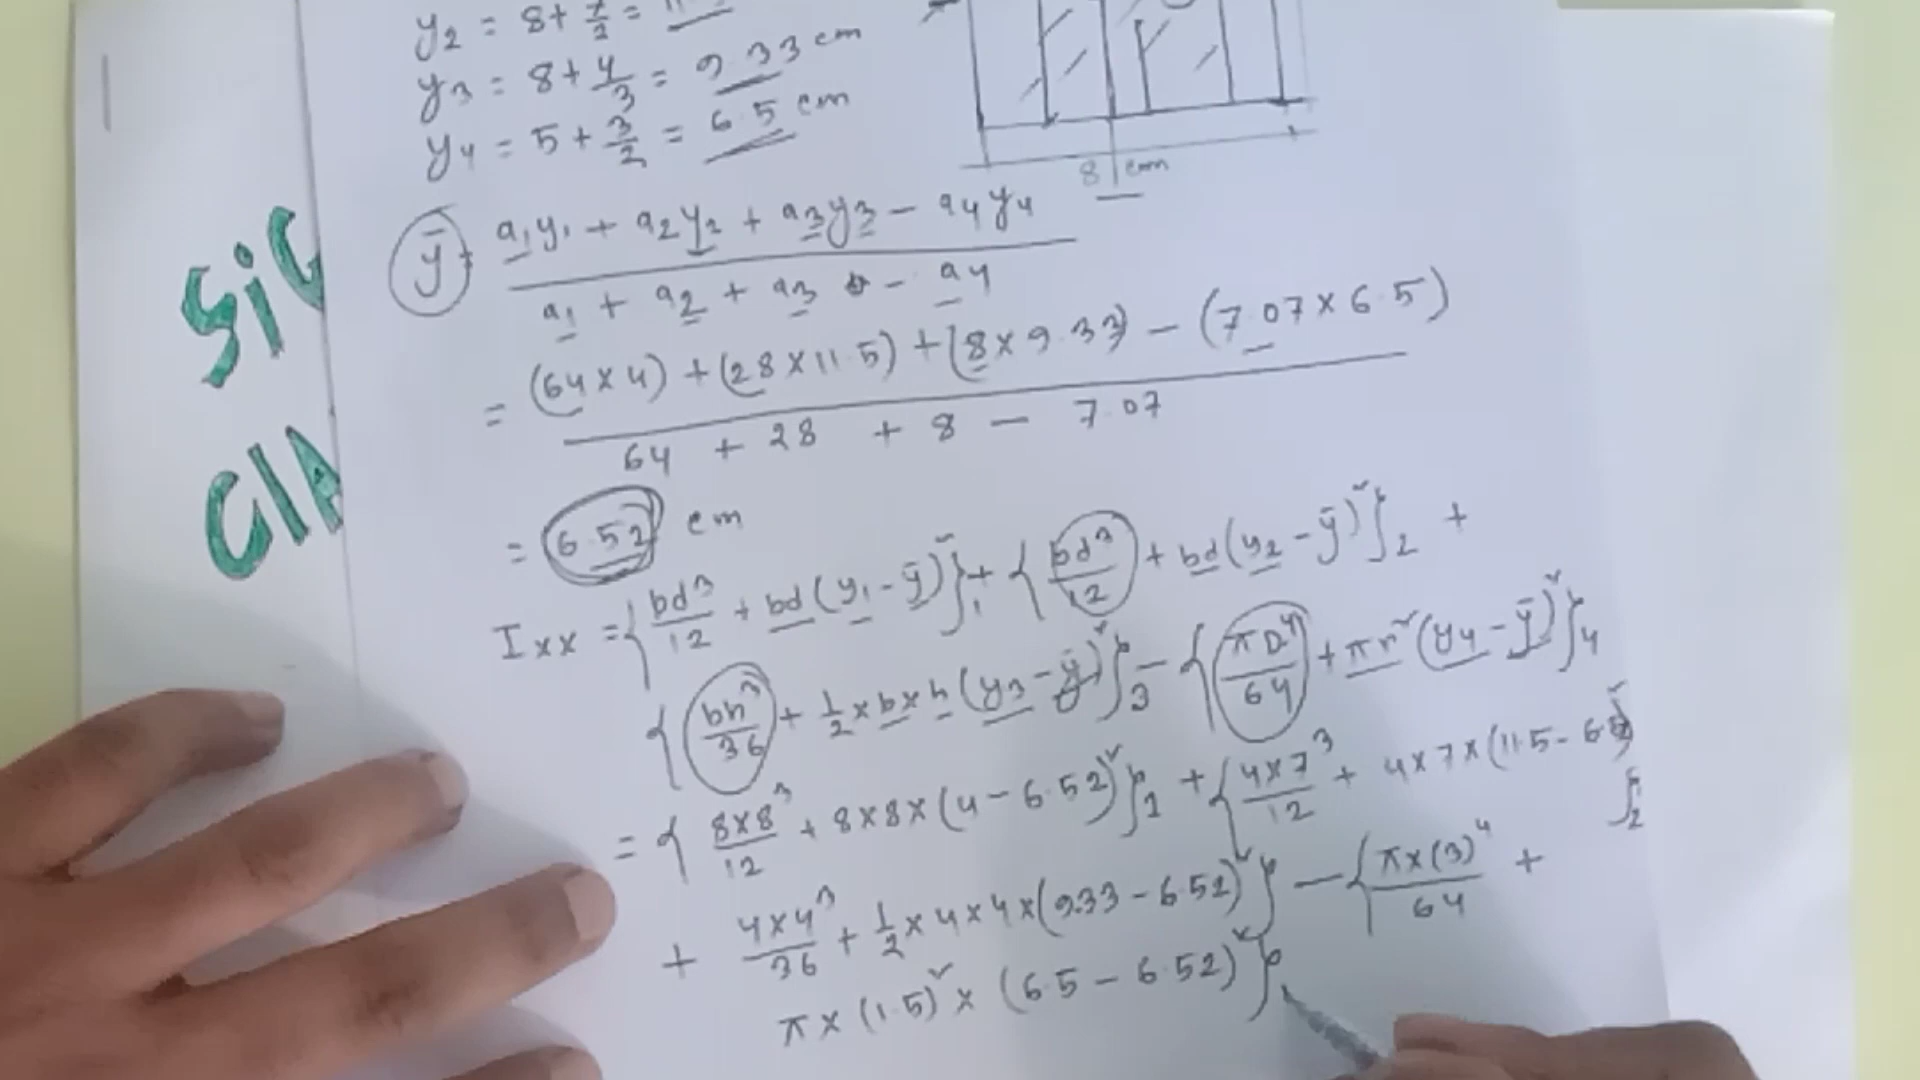 y₂ = 8 + 7/2 =
y₃ = 8 + 4/3 = 9.33 cm
y₄ = 5 + 3/2 = 6.5 cm
8 cm
ȳ = (a₁y₁ + a₂y₂ + a₃y₃ - a₄y₄) / (a₁ + a₂ + a₃ - a₄)
= ((64 × 4) + (28 × 11.5) + (8 × 9.33) - (7.07 × 6.5)) / (64 + 28 + 8 - 7.07)
= 6.52 cm
Ixx = {bd³/12 + bd(y₁ - ȳ)²}₁ + {bd³/12 + bd(y₂ - ȳ)²}₂ +
{bh³/36 + 1/2 × b × h (y₃ - ȳ)²}₃ - {πD⁴/64 + πr²(y₄ - ȳ)²}₄
= {8×8³/12 + 8×8×(4 - 6.52)²}₁ + {4×7³/12 + 4×7×(11.5 - 6.52)²}₂
+ 4×4³/36 + 1/2 × 4 × 4 × (9.33 - 6.52)²} - {π×(3)⁴/64 +
π × (1.5)² × (6.5 - 6.52)²}
SiG
CIA